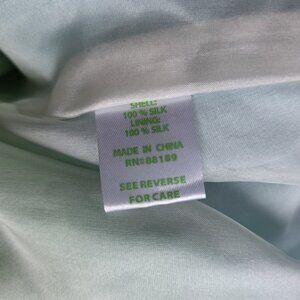 SHELL:
100 % SILK
LINING:
100 % SILK
MADE IN CHINA
RN#88189
SEE REVERSE
FOR CARE